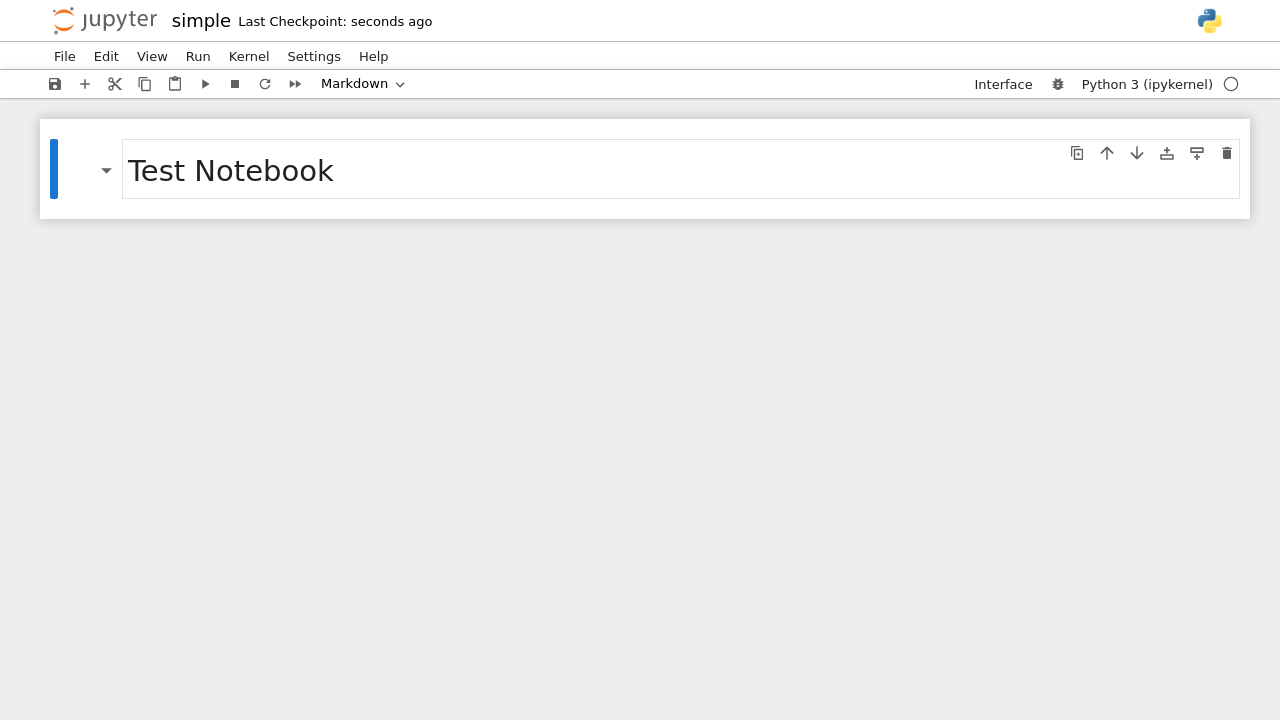 jupyter simple Last Checkpoint: seconds ago
File Edit View Run Kernel Settings Help
Markdown Interface Python 3 (ipykernel)
Test Notebook